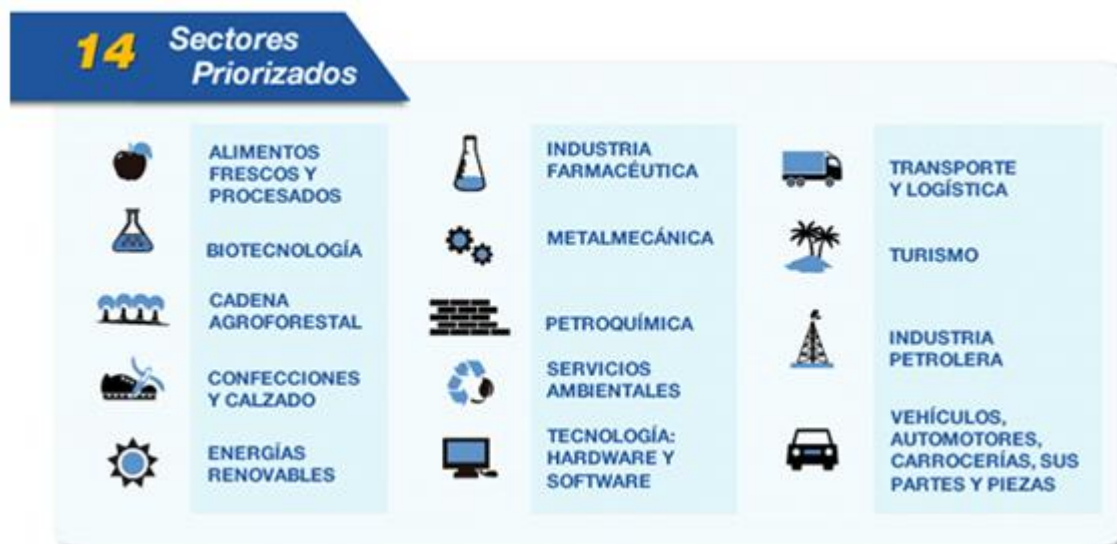 14 Sectores
Priorizados
ALIMENTOS
FRESCOS Y
PROCESADOS
BIOTECNOLOGÍA
CADENA
AGROFORESTAL
CONFECCIONES
Y CALZADO
ENERGÍAS
RENOVABLES
INDUSTRIA
FARMACÉUTICA
METALMECÁNICA
PETROQUÍMICA
SERVICIOS
AMBIENTALES
TECNOLOGÍA:
HARDWARE Y
SOFTWARE
TRANSPORTE
Y LOGÍSTICA
TURISMO
INDUSTRIA
PETROLERA
VEHÍCULOS,
AUTOMOTORES,
CARROCERÍAS, SUS
PARTES Y PIEZAS